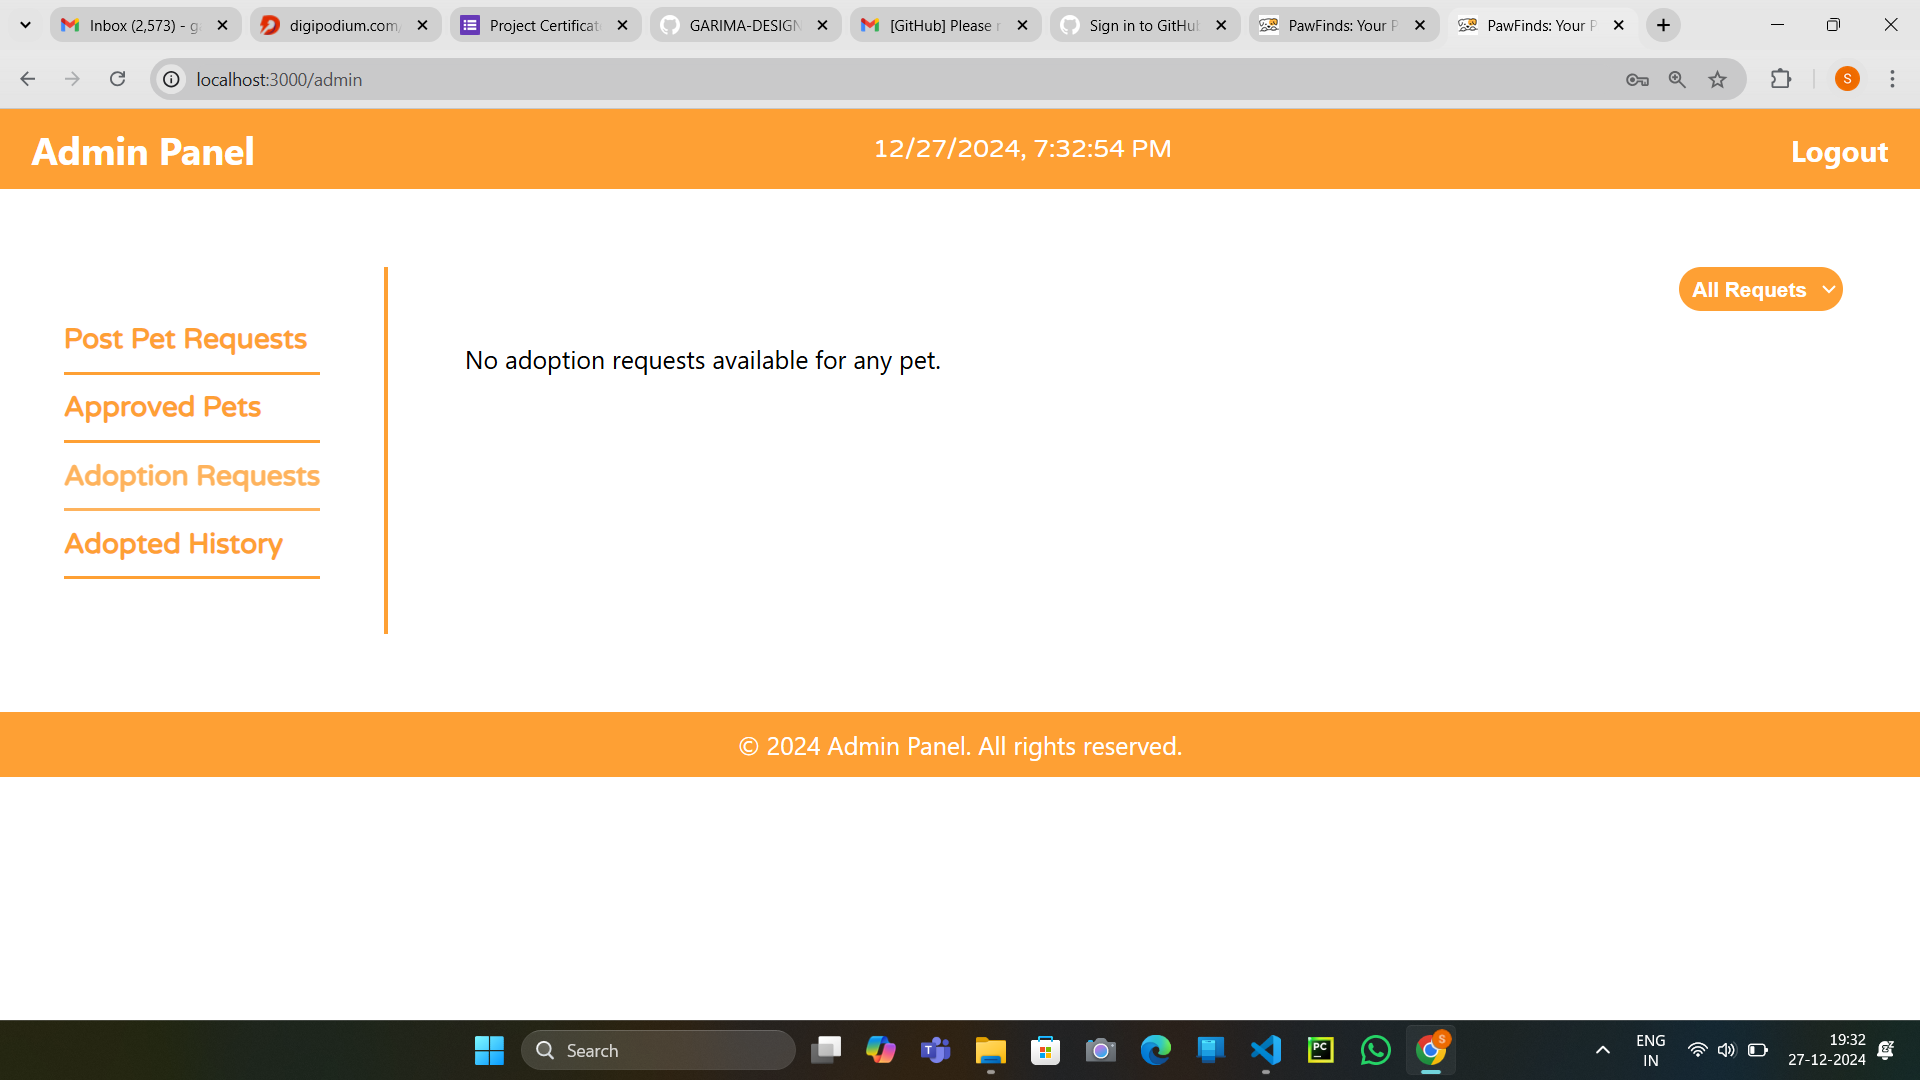 Inbox (2,573) - ga
digipodium.com/
Project Certificat
GARIMA-DESIGN
[GitHub] Please r
Sign in to GitHub
PawFinds: Your P
PawFinds: Your P
localhost:3000/admin
S
Admin Panel
12/27/2024, 7:32:54 PM
Logout
All Requets
Post Pet Requests
No adoption requests available for any pet.
Approved Pets
Adoption Requests
Adopted History
© 2024 Admin Panel. All rights reserved.
Search
T
PC
S
ENG
IN
19:32
27-12-2024